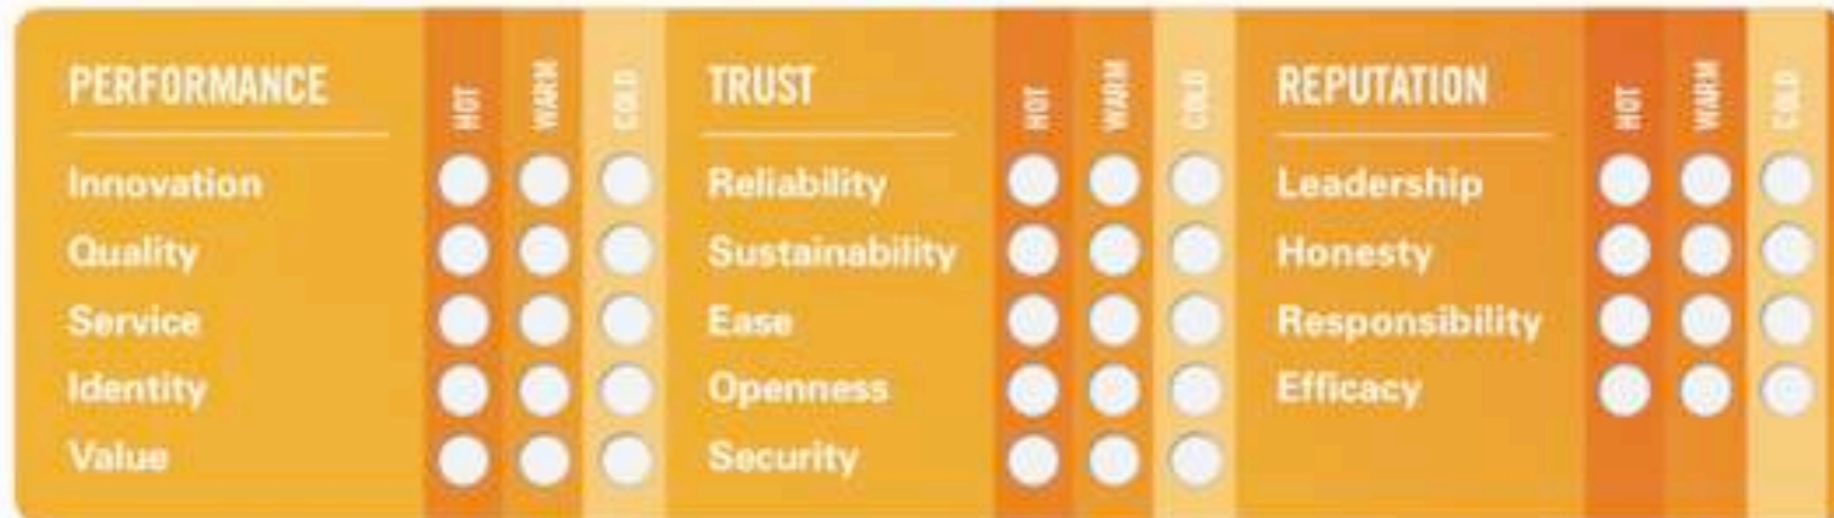 PERFORMANCE
HOT
WARM
COLD
Innovation
Quality
Service
Identity
Value
TRUST
HOT
WARM
COLD
Reliability
Sustainability
Ease
Openness
Security
REPUTATION
HOT
WARM
COLD
Leadership
Honesty
Responsibility
Efficacy